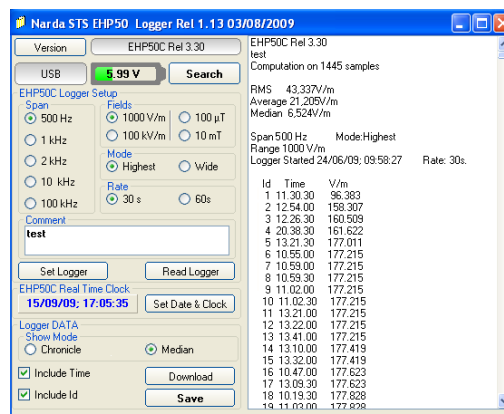 Narda STS EHP50 Logger Rel 1.13 03/08/2009
Version
EHP50C Rel 3.30
USB
5.99 V
Search
EHP50C Logger Setup
Span
500 Hz
1 kHz
2 kHz
10 kHz
100 kHz
Fields
1000 V/m
100 µT
100 kV/m
10 mT
Mode
Highest
Wide
Rate
30 s
60s
Comment
test
Set Logger
Read Logger
EHP50C Real Time Clock
15/09/09; 17:05:35
Set Date & Clock
Logger DATA
Show Mode
Chronicle
Median
Include Time
Download
Include Id
Save
EHP50C Rel 3.30
test
Computation on 1445 samples
RMS 43,337V/m
Average 21,205V/m
Median 6,524V/m
Span 500 Hz Mode:Highest
Range 1000 V/m
Logger Started 24/06/09; 09:58:27 Rate: 30s.
Id Time V/m
1 11.30.30 96.383
2 12.54.00 158.307
3 12.26.30 160.509
4 20.38.30 161.622
5 13.21.30 177.011
6 10.55.00 177.215
7 10.59.00 177.215
8 10.59.30 177.215
9 11.02.00 177.215
10 11.02.30 177.215
11 13.21.00 177.215
12 13.22.00 177.215
13 13.41.00 177.215
14 13.10.00 177.419
15 13.32.00 177.419
16 10.47.00 177.623
17 13.09.30 177.623
18 10.19.30 177.828
19 11.03.00 177.828